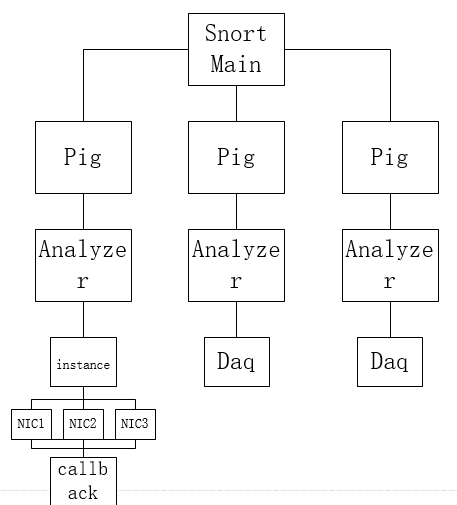 Snort
Main
Pig
Pig
Pig
Analyze
r
Analyze
r
Analyze
r
instance
Daq
Daq
NIC1
NIC2
NIC3
callb
ack